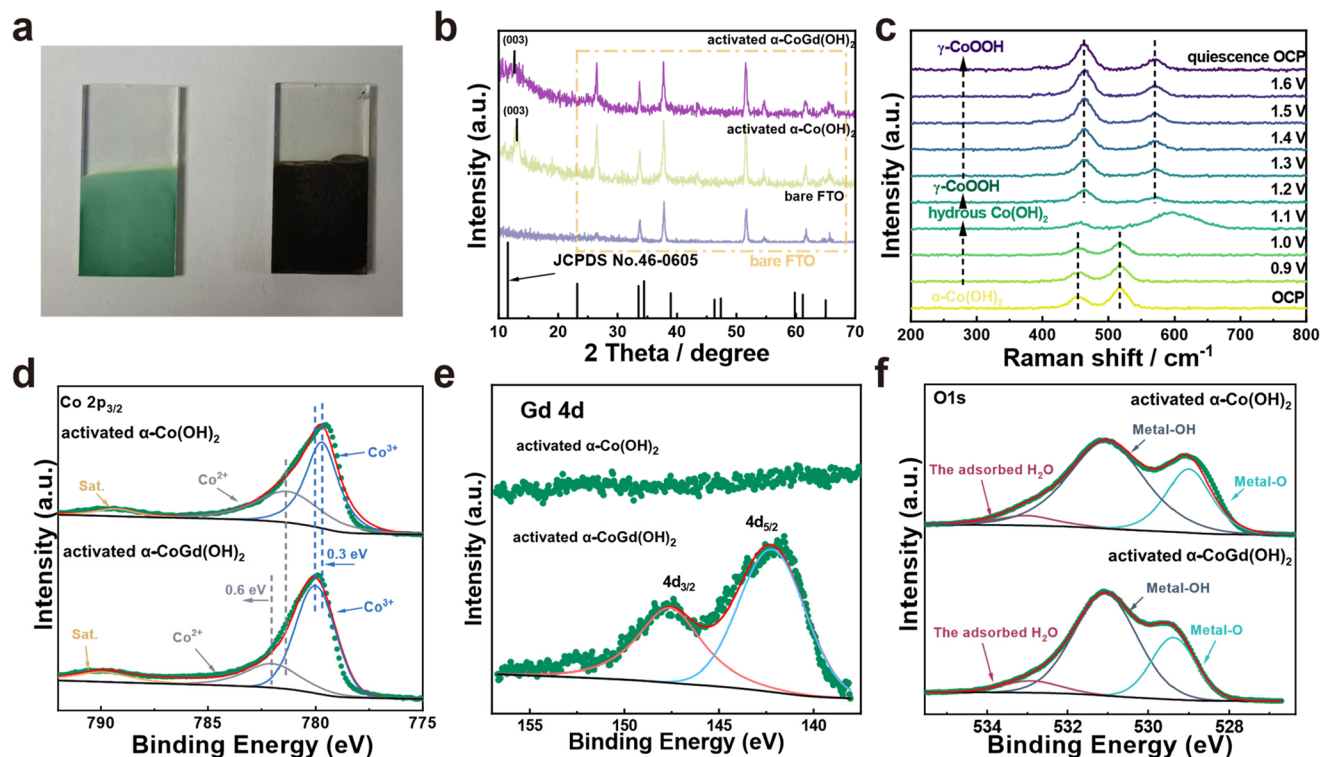 a
b
Intensity (a.u.)
(003)
activated α-CoGd(OH)2
(003)
activated α-Co(OH)2
bare FTO
JCPDS No.46-0605
bare FTO
10 20 30 40 50 60 70
2 Theta / degree
c
Intensity (a.u.)
γ-CoOOH
quiescence OCP
1.6 V
1.5 V
1.4 V
1.3 V
γ-CoOOH
1.2 V
hydrous Co(OH)2
1.1 V
1.0 V
0.9 V
α-Co(OH)2
OCP
200 300 400 500 600 700 800
Raman shift / cm-1
d
Intensity (a.u.)
Co 2p3/2
activated α-Co(OH)2
Co3+
Co2+
Sat.
activated α-CoGd(OH)2
0.3 eV
0.6 eV
Co3+
Co2+
Sat.
790 785 780 775
Binding Energy (eV)
e
Intensity (a.u.)
Gd 4d
activated α-Co(OH)2
activated α-CoGd(OH)2
4d5/2
4d3/2
155 150 145 140
Binding Energy (eV)
f
Intensity (a.u.)
O1s
activated α-Co(OH)2
Metal-OH
The adsorbed H2O
Metal-O
activated α-CoGd(OH)2
Metal-OH
The adsorbed H2O
Metal-O
534 532 530 528
Binding Energy (eV)